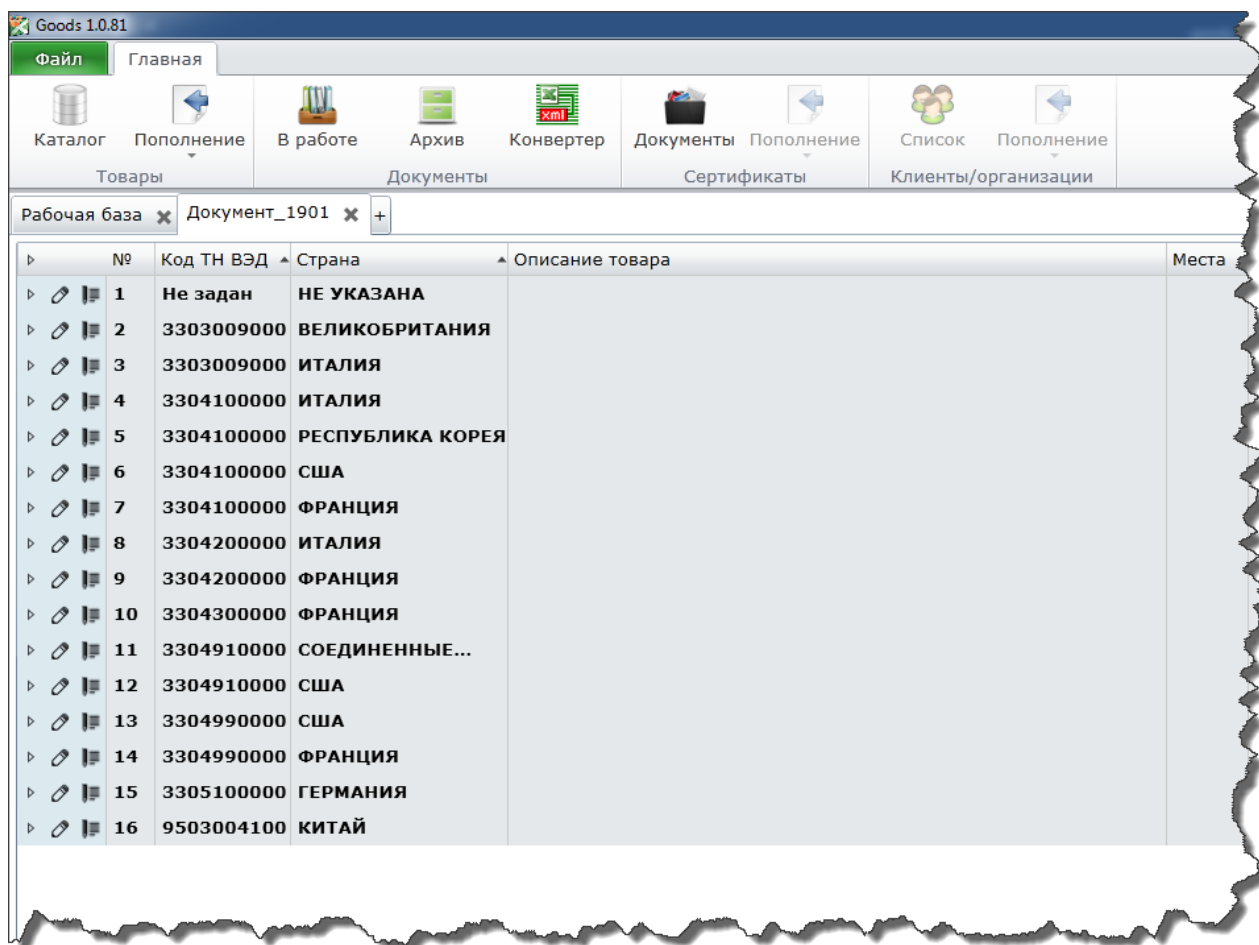 Goods 1.0.81
Файл Главная
Каталог Пополнение В работе Архив Конвертер Документы Пополнение Список Пополнение
Товары Документы Сертификаты Клиенты/организации
Рабочая база Документ_1901 +
№ Код ТН ВЭД Страна Описание товара Места
1 Не задан НЕ УКАЗАНА
2 3303009000 ВЕЛИКОБРИТАНИЯ
3 3303009000 ИТАЛИЯ
4 3304100000 ИТАЛИЯ
5 3304100000 РЕСПУБЛИКА КОРЕЯ
6 3304100000 США
7 3304100000 ФРАНЦИЯ
8 3304200000 ИТАЛИЯ
9 3304200000 ФРАНЦИЯ
10 3304300000 ФРАНЦИЯ
11 3304910000 СОЕДИНЕННЫЕ...
12 3304910000 США
13 3304990000 США
14 3304990000 ФРАНЦИЯ
15 3305100000 ГЕРМАНИЯ
16 9503004100 КИТАЙ